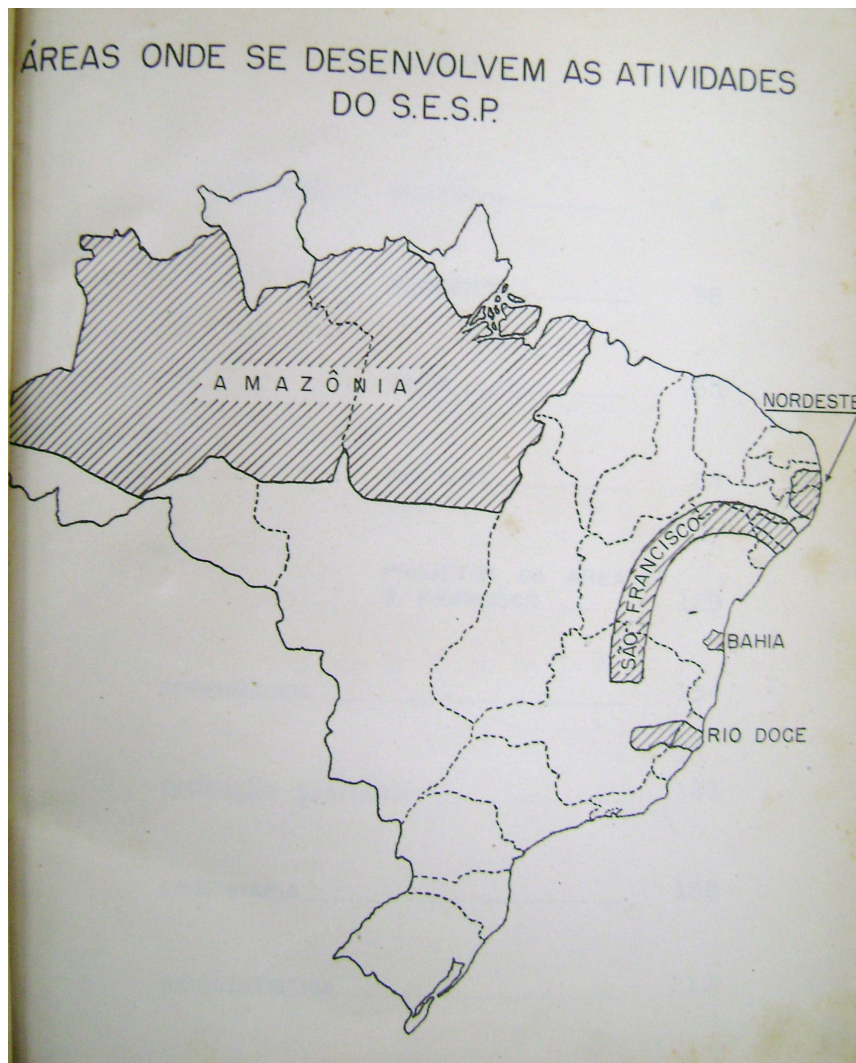 ÁREAS ONDE SE DESENVOLVEM AS ATIVIDADES
DO S.E.S.P.
AMAZÔNIA
NORDESTE
SÃO FRANCISCO
BAHIA
RIO DOCE